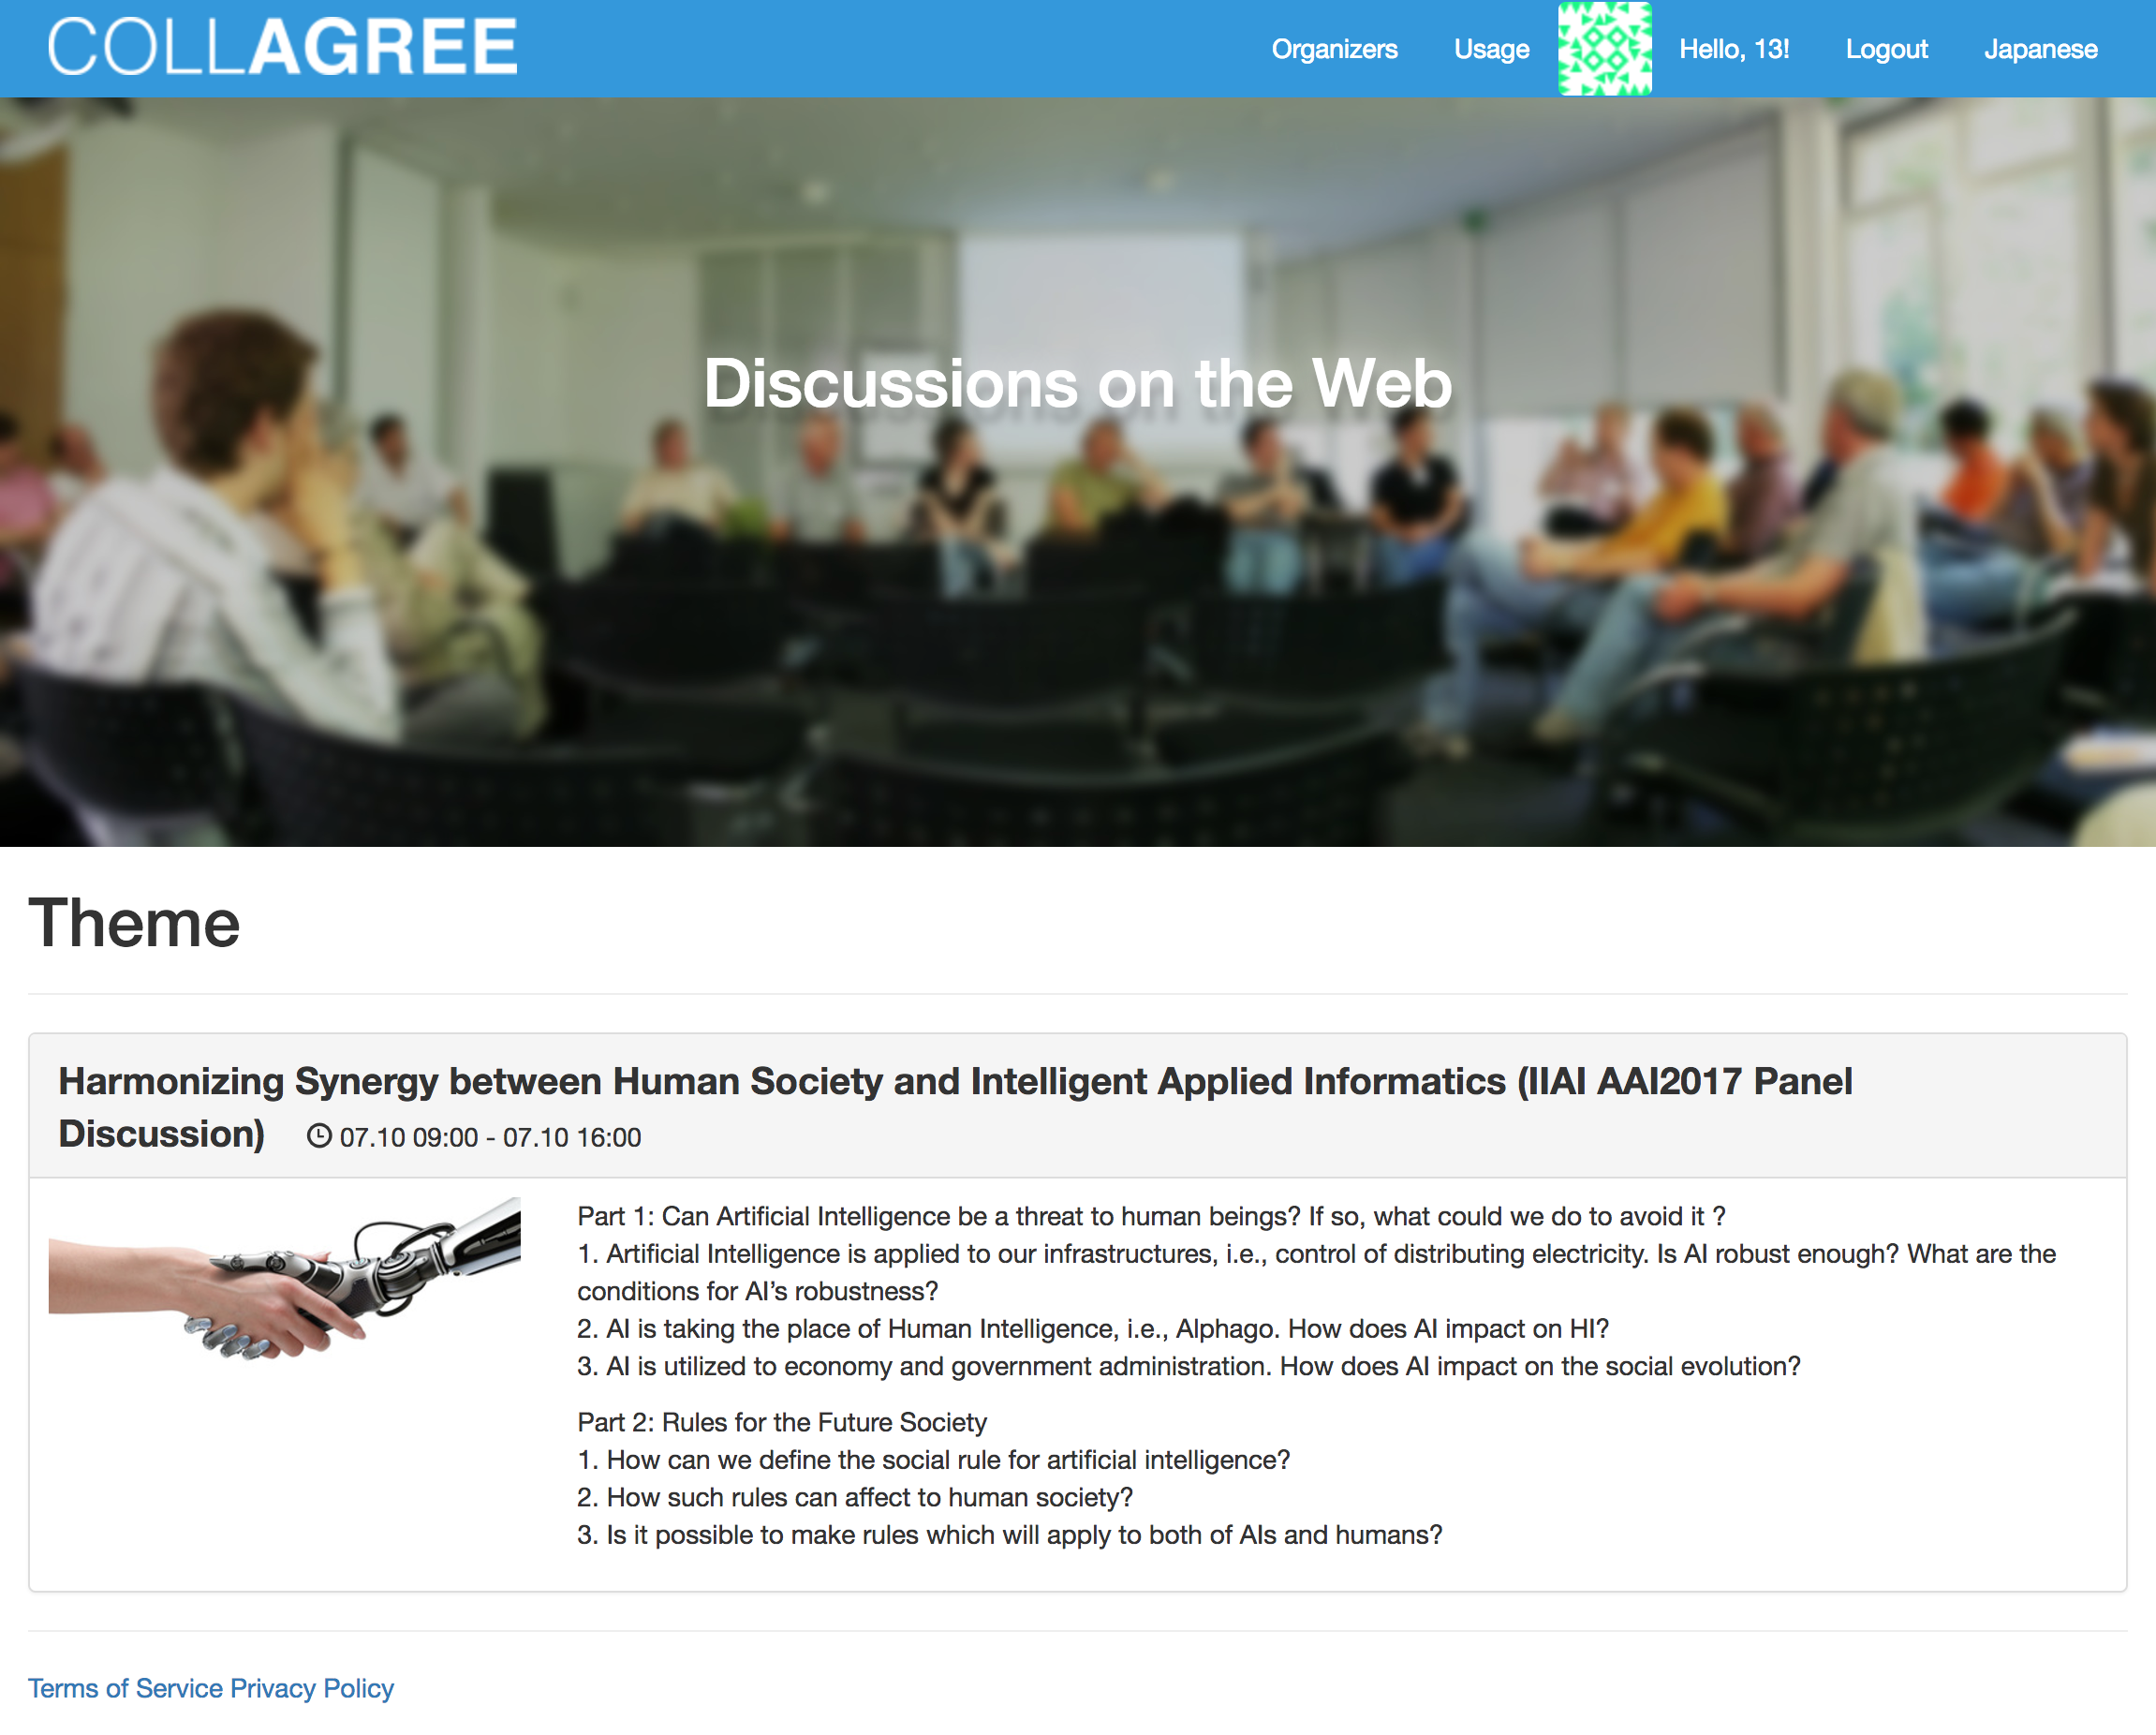 COLLAGREE
Organizers Usage Hello, 13! Logout Japanese
Discussions on the Web
Theme
Harmonizing Synergy between Human Society and Intelligent Applied Informatics (IIAI AAI2017 Panel
Discussion) 07.10 09:00 - 07.10 16:00
Part 1: Can Artificial Intelligence be a threat to human beings? If so, what could we do to avoid it ?
1. Artificial Intelligence is applied to our infrastructures, i.e., control of distributing electricity. Is AI robust enough? What are the
conditions for AI’s robustness?
2. AI is taking the place of Human Intelligence, i.e., Alphago. How does AI impact on HI?
3. AI is utilized to economy and government administration. How does AI impact on the social evolution?
Part 2: Rules for the Future Society
1. How can we define the social rule for artificial intelligence?
2. How such rules can affect to human society?
3. Is it possible to make rules which will apply to both of AIs and humans?
Terms of Service Privacy Policy